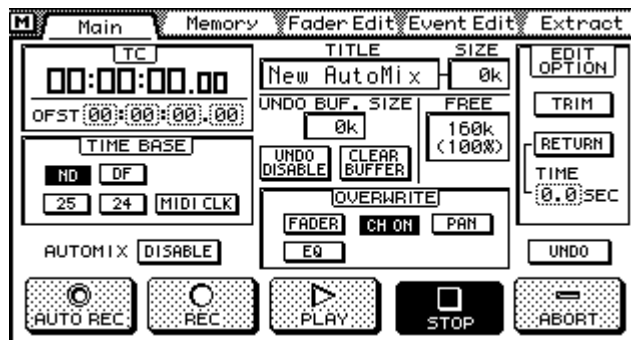 M Main Memory Fader Edit Event Edit Extract
TC
00:00:00.00
OFST 00:00:00.00
TIME BASE
ND DF
25 24 MIDI CLK
AUTOMIX DISABLE
TITLE SIZE
New AutoMix 0k
UNDO BUF. SIZE FREE
0k 160k
(100%)
UNDO DISABLE CLEAR BUFFER
OVERWRITE
FADER CH ON PAN
EQ
EDIT OPTION
TRIM
RETURN
TIME
0.0 SEC
UNDO
AUTO REC REC PLAY STOP ABORT